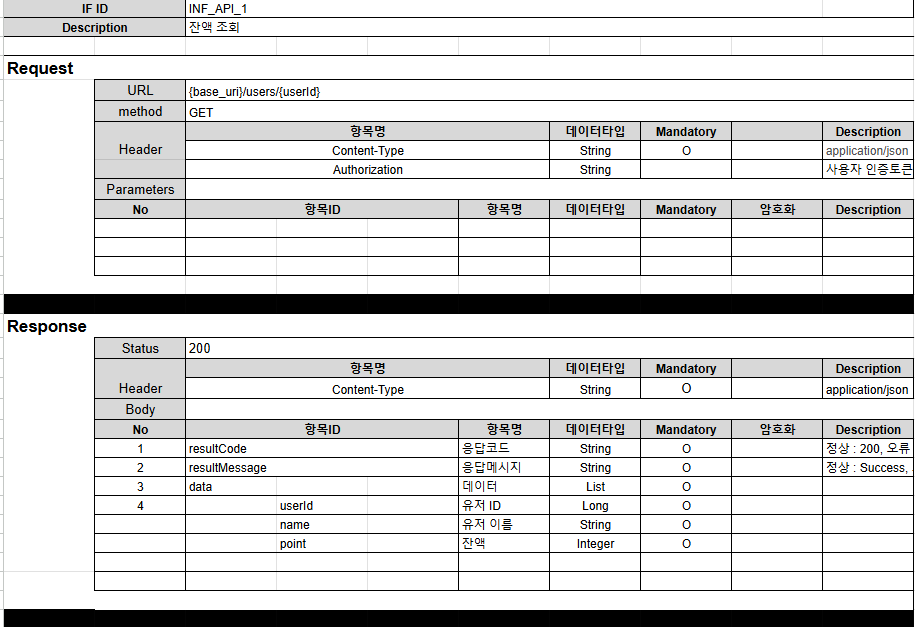 IF ID INF_API_1
Description 잔액 조회
Request
URL {base_uri}/users/{userId}
method GET
Header 항목명 데이터타입 Mandatory Description
Content-Type String O application/json
Authorization String 사용자 인증토큰
Parameters
No 항목ID 항목명 데이터타입 Mandatory 암호화 Description
Response
Status 200
Header 항목명 데이터타입 Mandatory Description
Content-Type String O application/json
Body
No 항목ID 항목명 데이터타입 Mandatory 암호화 Description
1 resultCode 응답코드 String O 정상 : 200, 오류
2 resultMessage 응답메시지 String O 정상 : Success,
3 data 데이터 List O
4 userId 유저 ID Long O
name 유저 이름 String O
point 잔액 Integer O